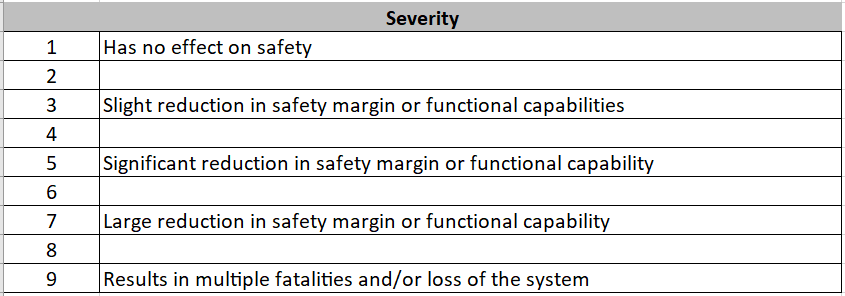 Severity
1 Has no effect on safety
2
3 Slight reduction in safety margin or functional capabilities
4
5 Significant reduction in safety margin or functional capability
6
7 Large reduction in safety margin or functional capability
8
9 Results in multiple fatalities and/or loss of the system